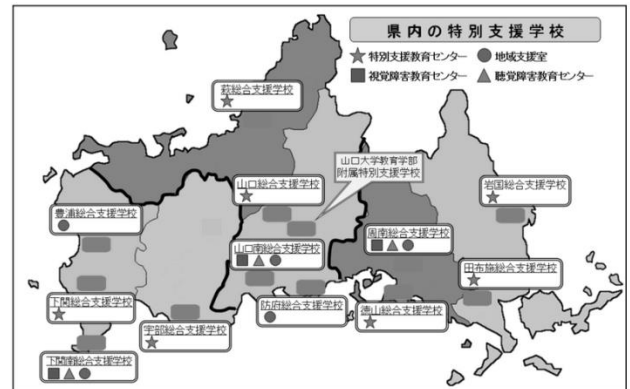 県内の特別支援学校
★特別支援教育センター ●地域支援室
■視覚障害教育センター ▲聴覚障害教育センター
萩総合支援学校
★
山口大学教育学部
附属特別支援学校
山口総合支援学校
★
岩国総合支援学校
★
豊浦総合支援学校
●
山口南総合支援学校
■▲●
周南総合支援学校
■▲●
田布施総合支援学校
★
下関総合支援学校
★
宇部総合支援学校
★
防府総合支援学校
●
徳山総合支援学校
★
下関南総合支援学校
■▲●